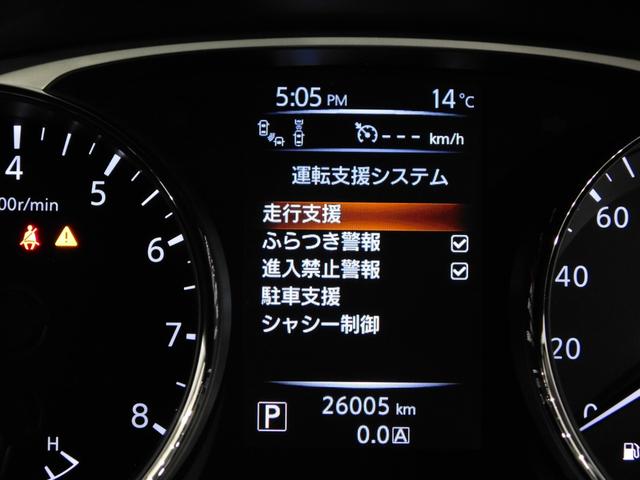 5:05 PM 14℃
--- km/h
運転支援システム
走行支援
ふらつき警報
進入禁止警報
駐車支援
シャシー制御
P 26005 km
0.0 A
4
5
6
7
8
00r/min
H
60
40
20
0